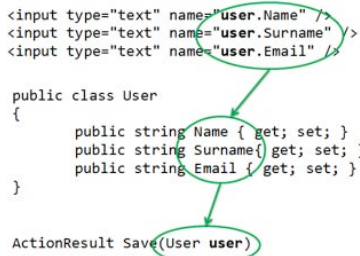 <input type="text" name="user.Name" />
<input type="text" name="user.Surname" />
<input type="text" name="user.Email" />
public class User
{
public string Name { get; set; }
public string Surname{ get; set; }
public string Email { get; set; }
}
ActionResult Save(User user)